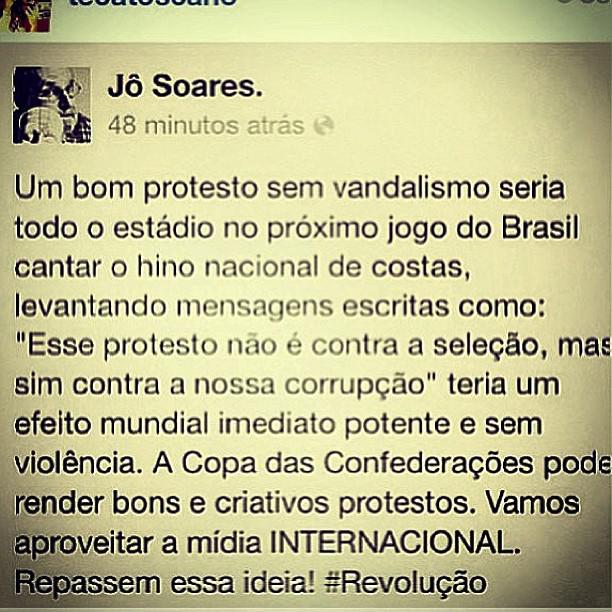 Jô Soares.
48 minutos atrás
Um bom protesto sem vandalismo seria
todo o estádio no próximo jogo do Brasil
cantar o hino nacional de costas,
levantando mensagens escritas como:
"Esse protesto não é contra a seleção, mas
sim contra a nossa corrupção" teria um
efeito mundial imediato potente e sem
violência. A Copa das Confederações pode
render bons e criativos protestos. Vamos
aproveitar a mídia INTERNACIONAL.
Repassem essa ideia! #Revolução